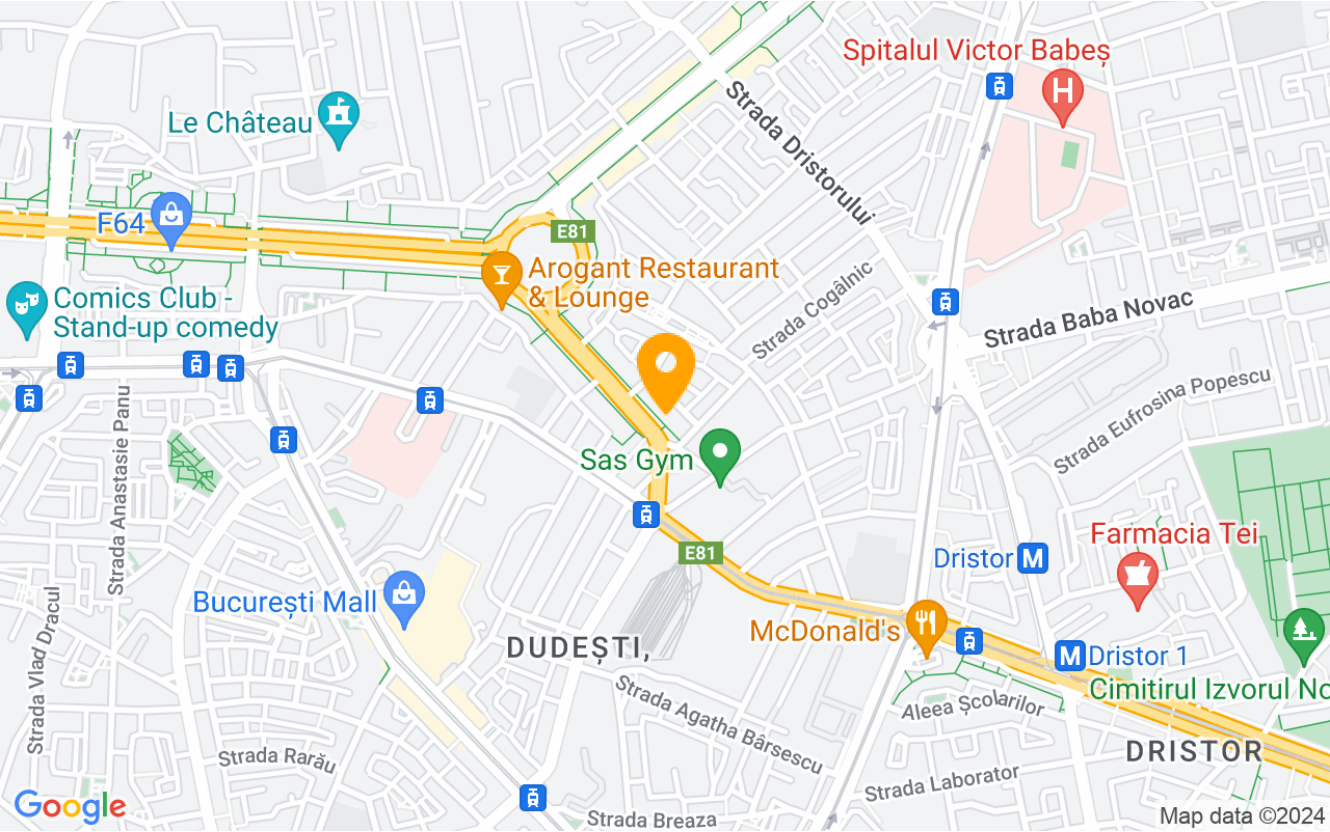 Spitalul Victor Babeș
H
Strada Dristorului
Le Château
F64
E81
Arogant Restaurant
& Lounge
Strada Cogâlnic
Comics Club -
Stand-up comedy
Strada Baba Novac
Strada Eufrosina Popescu
Strada Anastasie Panu
Sas Gym
E81
Farmacia Tei
Dristor M
București Mall
McDonald's
DUDEȘTI,
M Dristor 1
Strada Vlad Dracul
Cimitirul Izvorul No
Strada Agatha Bârsescu
Aleea Școlarilor
DRISTOR
Strada Rarău
Strada Laborator
Google
Strada Breaza
Map data ©2024